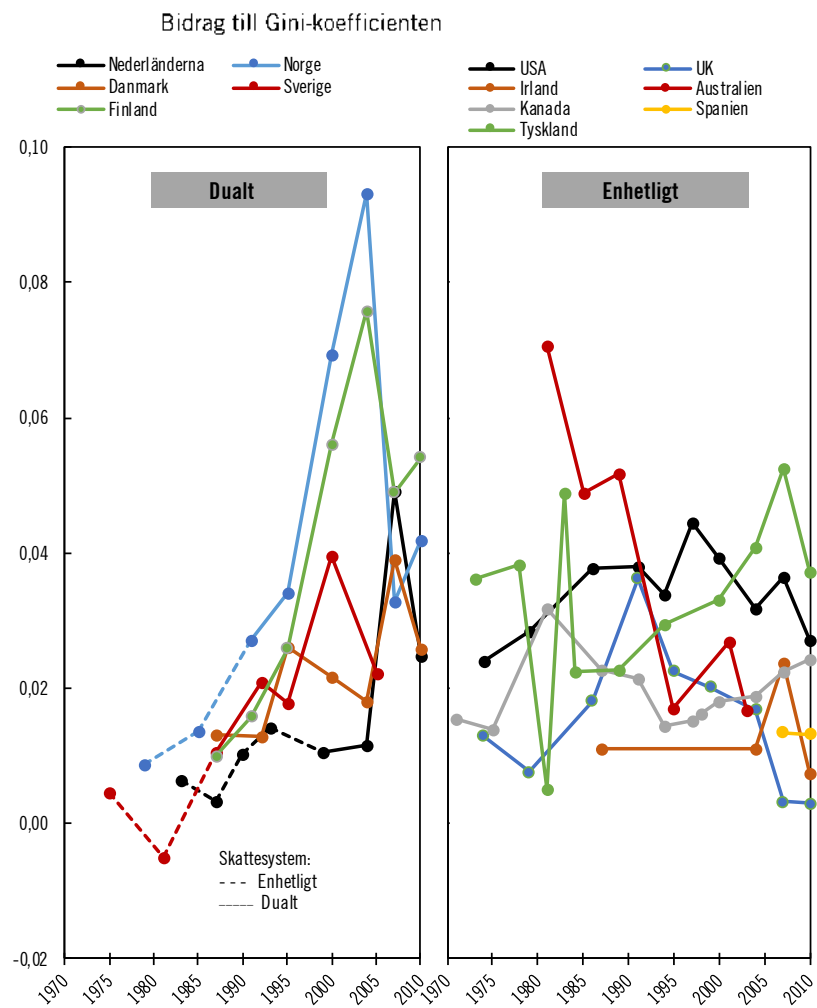 Bidrag till Gini-koefficienten
Nederländerna Norge
Danmark Sverige
Finland
USA UK
Irland Australien
Kanada Spanien
Tyskland
0,10
0,08
0,06
0,04
0,02
0,00
-0,02
Dualt
Enhetligt
Skattesystem:
Enhetligt
Dualt
1970 1975 1980 1985 1990 1995 2000 2005 2010
1970 1975 1980 1985 1990 1995 2000 2005 2010